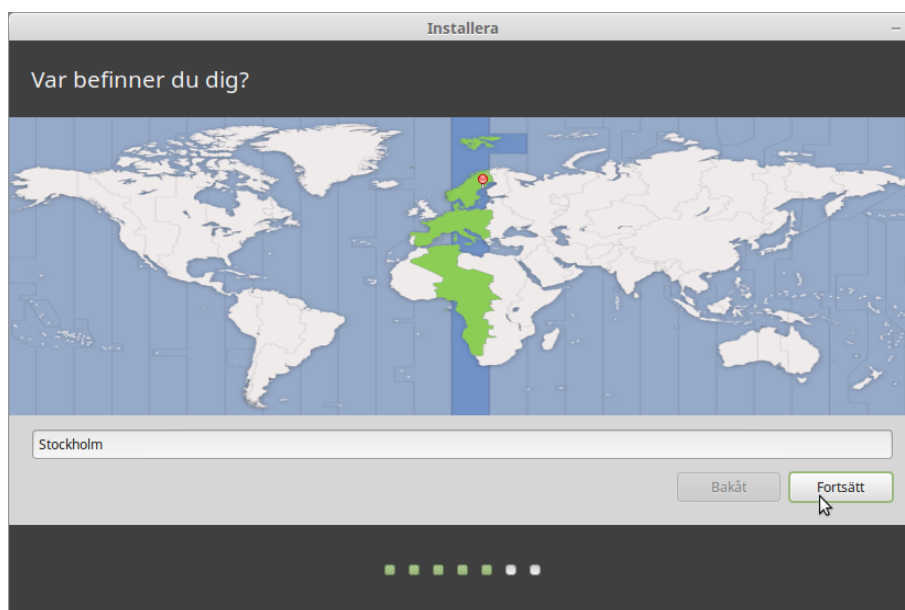 Installera
Var befinner du dig?
Stockholm
Bakåt
Fortsätt